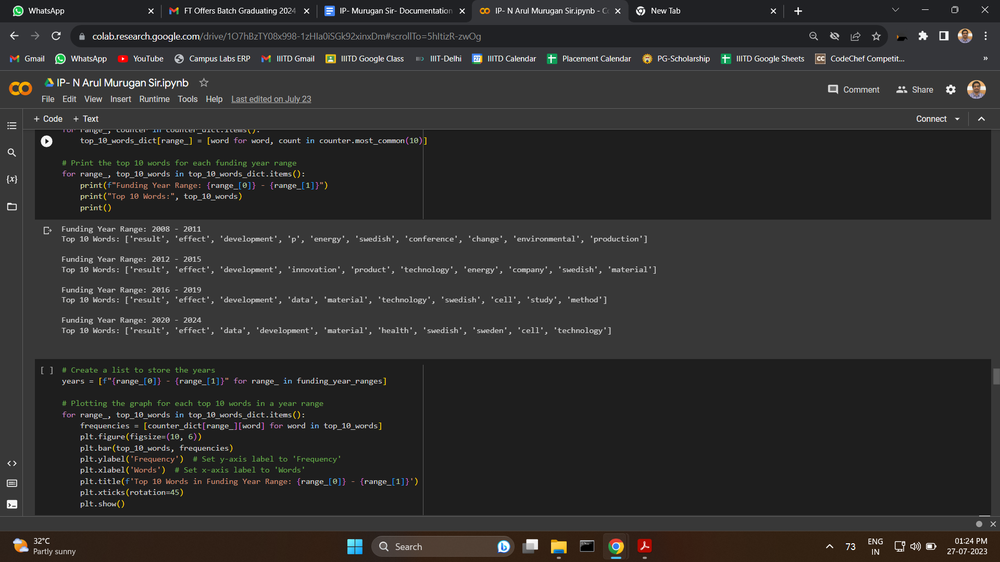 WhatsApp
FT Offers Batch Graduating 2024
IP- Murugan Sir- Documentation
IP- N Arul Murugan Sir.ipynb - Co
New Tab
colab.research.google.com/drive/1O7hBzTY08x998-1zHIa0iSGk92xinxDm#scrollTo=5hItizR-zwOg
Gmail WhatsApp YouTube Campus Labs ERP IIITD Gmail IIITD Google Class IIIT-Delhi 27 IIITD Calendar Placement Calendar PG-Scholarship IIITD Google Sheets CC CodeChef Competit... »
IP- N Arul Murugan Sir.ipynb
Comment Share
File Edit View Insert Runtime Tools Help Last edited on July 23
+ Code + Text Connect
for range_, counter in counter_dict.items():
top_10_words_dict[range_] = [word for word, count in counter.most_common(10)]
# Print the top 10 words for each funding year range
for range_, top_10_words in top_10_words_dict.items():
print(f"Funding Year Range: {range_[0]} - {range_[1]}")
print("Top 10 Words:", top_10_words)
print()
Funding Year Range: 2008 - 2011
Top 10 Words: ['result', 'effect', 'development', 'p', 'energy', 'swedish', 'conference', 'change', 'environmental', 'production']
Funding Year Range: 2012 - 2015
Top 10 Words: ['result', 'effect', 'development', 'innovation', 'product', 'technology', 'energy', 'company', 'swedish', 'material']
Funding Year Range: 2016 - 2019
Top 10 Words: ['result', 'effect', 'development', 'data', 'material', 'technology', 'swedish', 'cell', 'study', 'method']
Funding Year Range: 2020 - 2024
Top 10 Words: ['result', 'effect', 'data', 'development', 'material', 'health', 'swedish', 'sweden', 'cell', 'technology']
[ ] # Create a list to store the years
years = [f"{range_[0]} - {range_[1]}" for range_ in funding_year_ranges]
# Plotting the graph for each top 10 words in a year range
for range_, top_10_words in top_10_words_dict.items():
frequencies = [counter_dict[range_][word] for word in top_10_words]
plt.figure(figsize=(10, 6))
plt.bar(top_10_words, frequencies)
plt.ylabel('Frequency') # Set y-axis label to 'Frequency'
plt.xlabel('Words') # Set x-axis label to 'Words'
plt.title(f'Top 10 Words in Funding Year Range: {range_[0]} - {range_[1]}')
plt.xticks(rotation=45)
plt.show()
32°C
Partly sunny
Search
73
ENG
IN
01:24 PM
27-07-2023